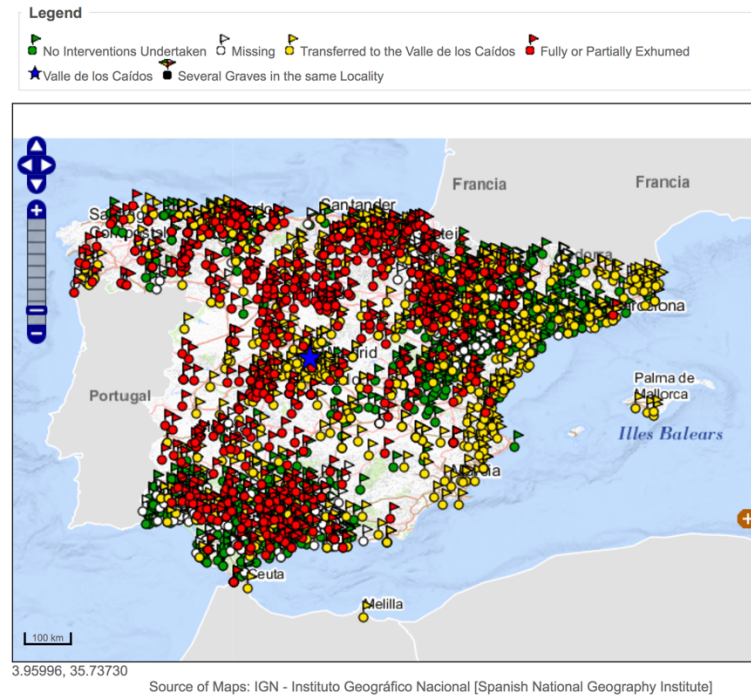 Legend
No Interventions Undertaken Missing Transferred to the Valle de los Caídos Fully or Partially Exhumed
Valle de los Caídos Several Graves in the same Locality
Francia
Francia
Santander
Barcelona
Madrid
Portugal
Palma de
Mallorca
Illes Balears
Murcia
Ceuta
Melilla
100 km
3.95996, 35.73730
Source of Maps: IGN - Instituto Geográfico Nacional [Spanish National Geography Institute]